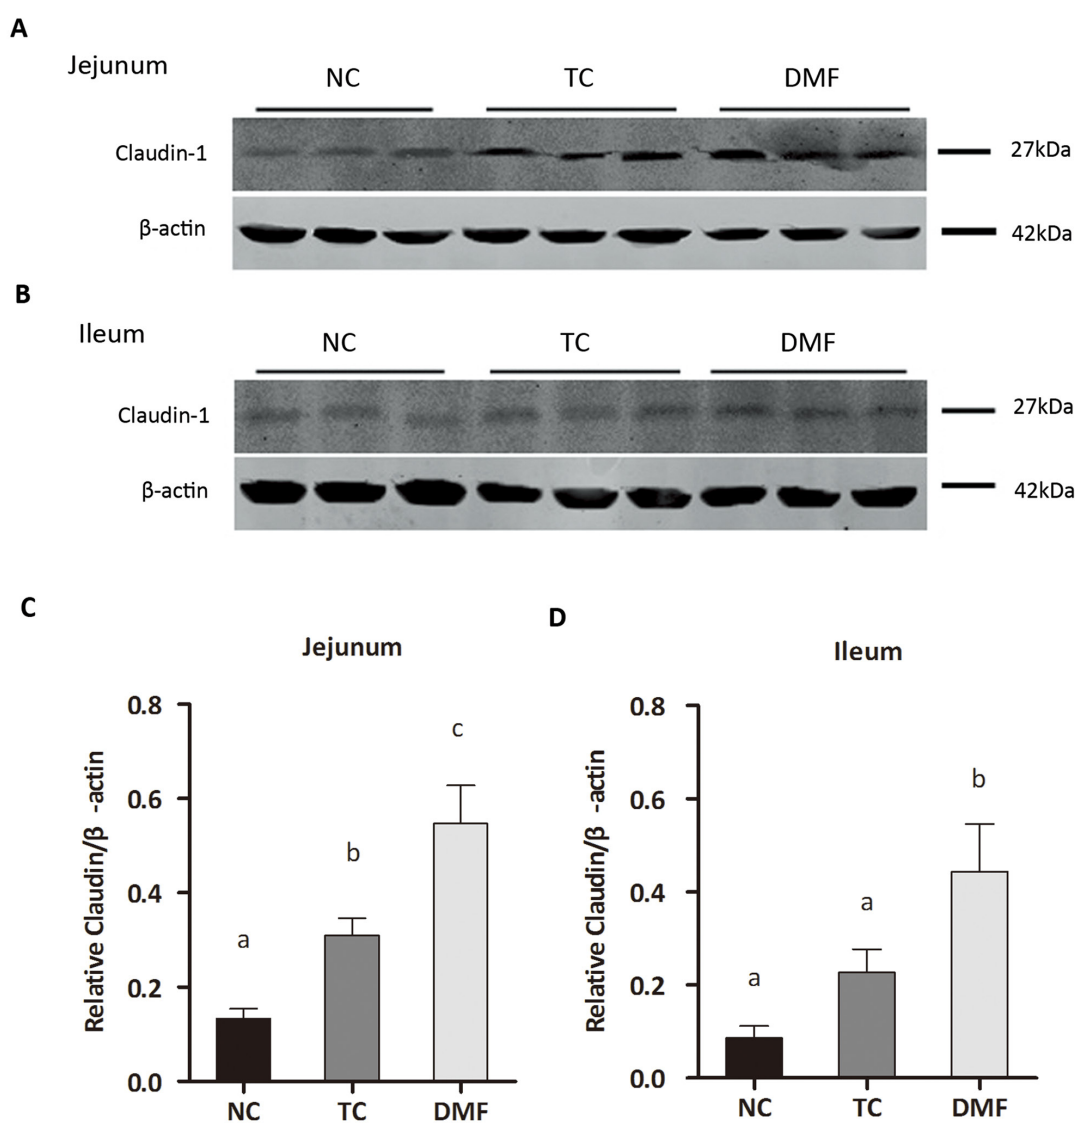 A
Jejunum
NC TC DMF
Claudin-1 27kDa
β-actin 42kDa
B
Ileum
NC TC DMF
Claudin-1 27kDa
β-actin 42kDa
C
Jejunum
Relative Claudin/β -actin
0.8
0.6
0.4
0.2
0.0
a
b
c
NC TC DMF
D
Ileum
Relative Claudin/β -actin
0.8
0.6
0.4
0.2
0.0
a
a
b
NC TC DMF